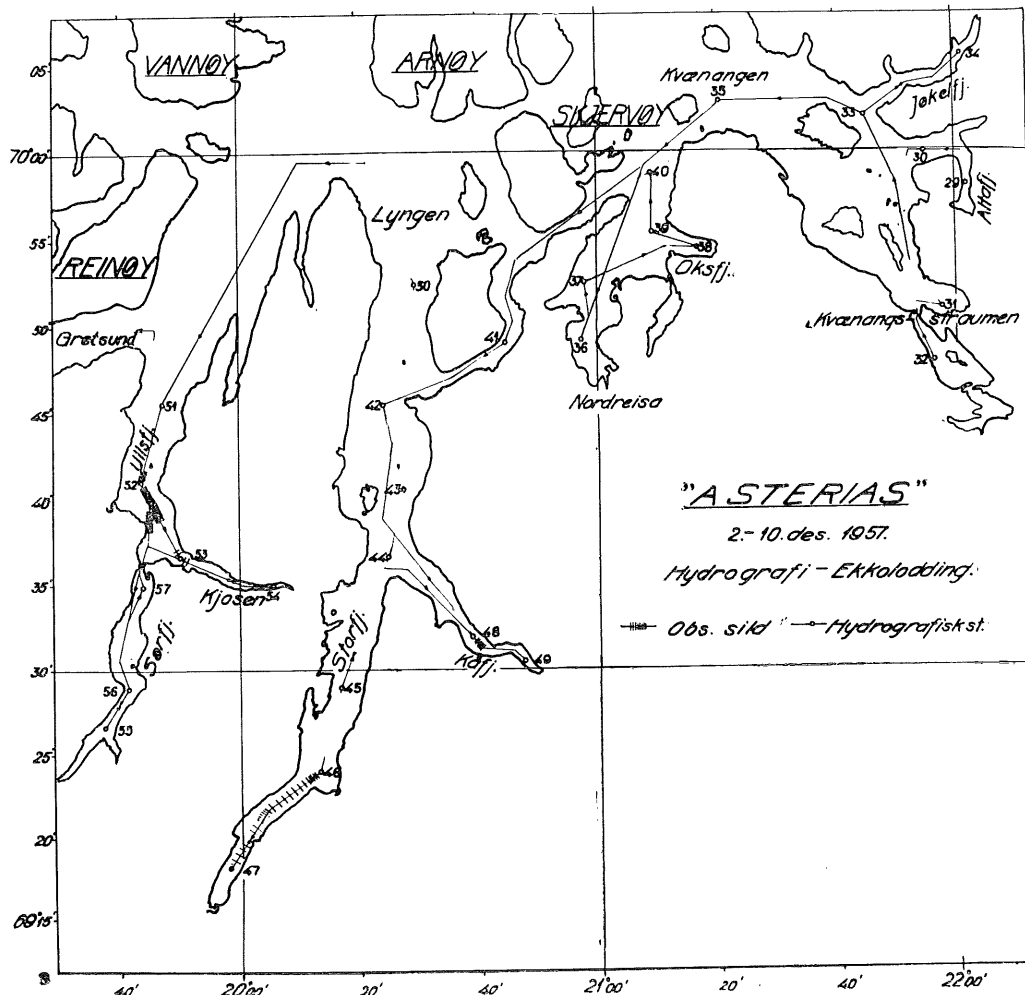 VANNØY
ARNØY
Kvænangen
35
34
05'
Jøkelfj.
33
SKJERVØY
70°00'
30
40
29
Altafj.
Lyngen
39
38
55'
REINØY
Oksfj.
50
37
31
Kvænangsstraumen
Grøtsund
50'
41
36
32
Nordreisa
51
42
45'
Ullsfj.
52
43
40'
"ASTERIAS"
2.-10. des. 1957.
53
44
Hydrografi - Ekkolodding.
35'
57
Kjosen
54
Obs. sild
Hydrografisk st.
48
Sørfj.
Storfj.
Kåfj.
49
30'
56
45
55
25'
46
20'
47
69°15'
40'
20°00'
20'
40'
21°00'
20'
40'
22°00'